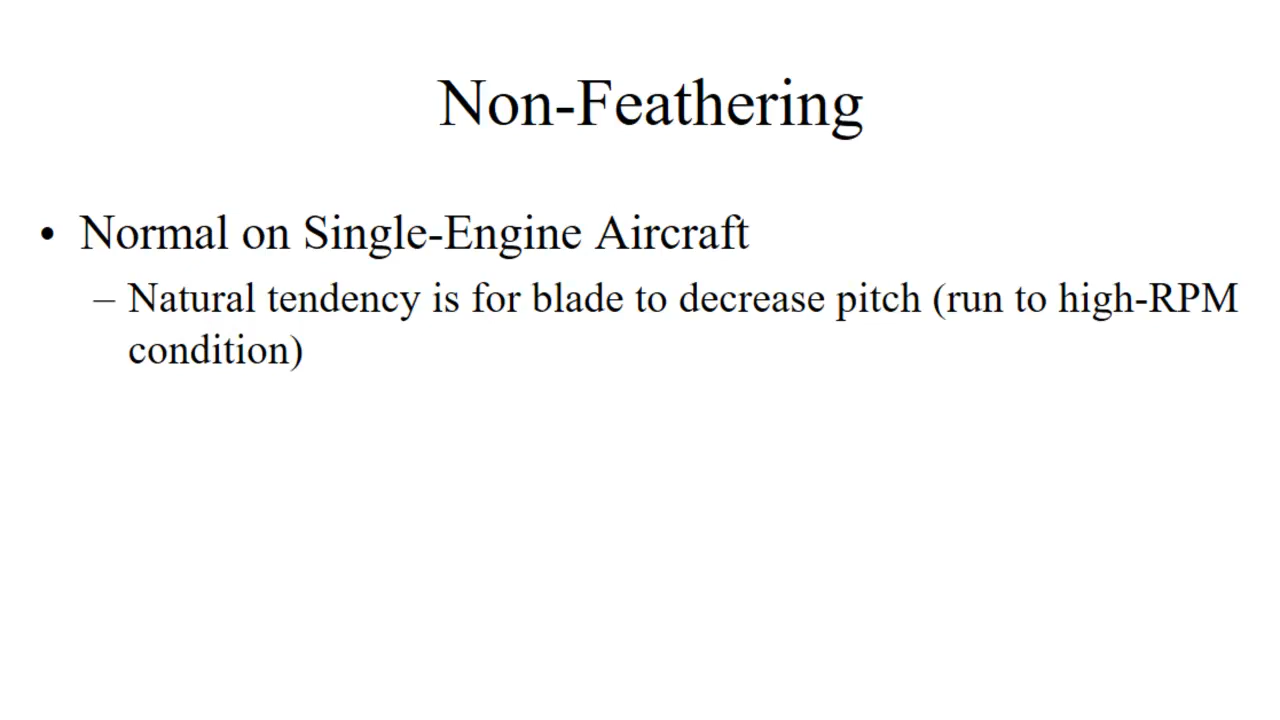 Non-Feathering
• Normal on Single-Engine Aircraft
– Natural tendency is for blade to decrease pitch (run to high-RPM
condition)